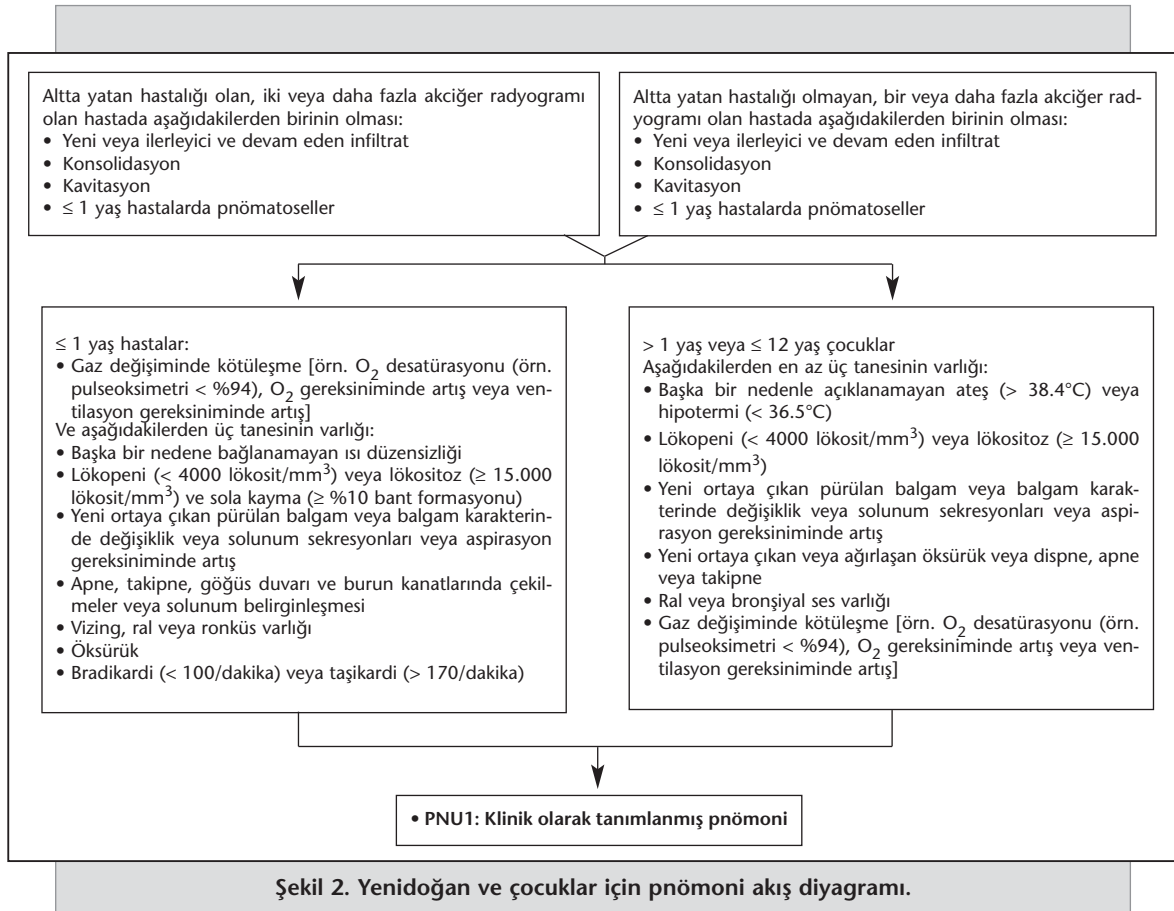 Altta yatan hastalığı olan, iki veya daha fazla akciğer radyogramı
olan hastada aşağıdakilerden birinin olması:
• Yeni veya ilerleyici ve devam eden infiltrat
• Konsolidasyon
• Kavitasyon
• ≤ 1 yaş hastalarda pnömatoseller
Altta yatan hastalığı olmayan, bir veya daha fazla akciğer rad-
yogramı olan hastada aşağıdakilerden birinin olması:
• Yeni veya ilerleyici ve devam eden infiltrat
• Konsolidasyon
• Kavitasyon
• ≤ 1 yaş hastalarda pnömatoseller
≤ 1 yaş hastalar:
• Gaz değişiminde kötüleşme [örn. O2 desatürasyonu (örn.
pulseoksimetri < %94), O2 gereksiniminde artış veya ven-
tilasyon gereksiniminde artış]
Ve aşağıdakilerden üç tanesinin varlığı:
• Başka bir nedene bağlanamayan ısı düzensizliği
• Lökopeni (< 4000 lökosit/mm3) veya lökositoz (≥ 15.000
lökosit/mm3) ve sola kayma (≥ %10 bant formasyonu)
• Yeni ortaya çıkan pürülan balgam veya balgam karakterin-
de değişiklik veya solunum sekresyonları veya aspirasyon
gereksiniminde artış
• Apne, takipne, göğüs duvarı ve burun kanatlarında çekil-
meler veya solunum belirginleşmesi
• Vizing, ral veya ronküs varlığı
• Öksürük
• Bradikardi (< 100/dakika) veya taşikardi (> 170/dakika)
> 1 yaş veya ≤ 12 yaş çocuklar
Aşağıdakilerden en az üç tanesinin varlığı:
• Başka bir nedenle açıklanamayan ateş (> 38.4°C) veya
hipotermi (< 36.5°C)
• Lökopeni (< 4000 lökosit/mm3) veya lökositoz (≥ 15.000
lökosit/mm3)
• Yeni ortaya çıkan pürülan balgam veya balgam karak-
terinde değişiklik veya solunum sekresyonları veya aspi-
rasyon gereksiniminde artış
• Yeni ortaya çıkan veya ağırlaşan öksürük veya dispne, apne
veya takipne
• Ral veya bronşiyal ses varlığı
• Gaz değişiminde kötüleşme [örn. O2 desatürasyonu (örn.
pulseoksimetri < %94), O2 gereksiniminde artış veya ven-
tilasyon gereksiniminde artış]
• PNU1: Klinik olarak tanımlanmış pnömoni
Şekil 2. Yenidoğan ve çocuklar için pnömoni akış diyagramı.